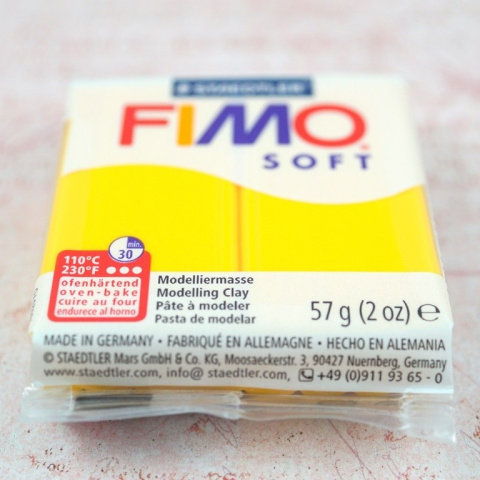 STAEDTLER
FIMO
SOFT
min.
30
110°C
230°F
ofenhärtend
oven-bake
cuire au four
endurece al horno
Modelliermasse
Modelling Clay
Pâte à modeler
Pasta de modelar
57 g (2 oz) ℮
MADE IN GERMANY • FABRIQUÉ EN ALLEMAGNE • HECHO EN ALEMANIA
© STAEDTLER Mars GmbH & Co. KG, Moosaeckerstr. 3, 90427 Nuernberg, Germany
www.staedtler.com, info@ staedtler.com, +49 (0)911 93 65 - 0